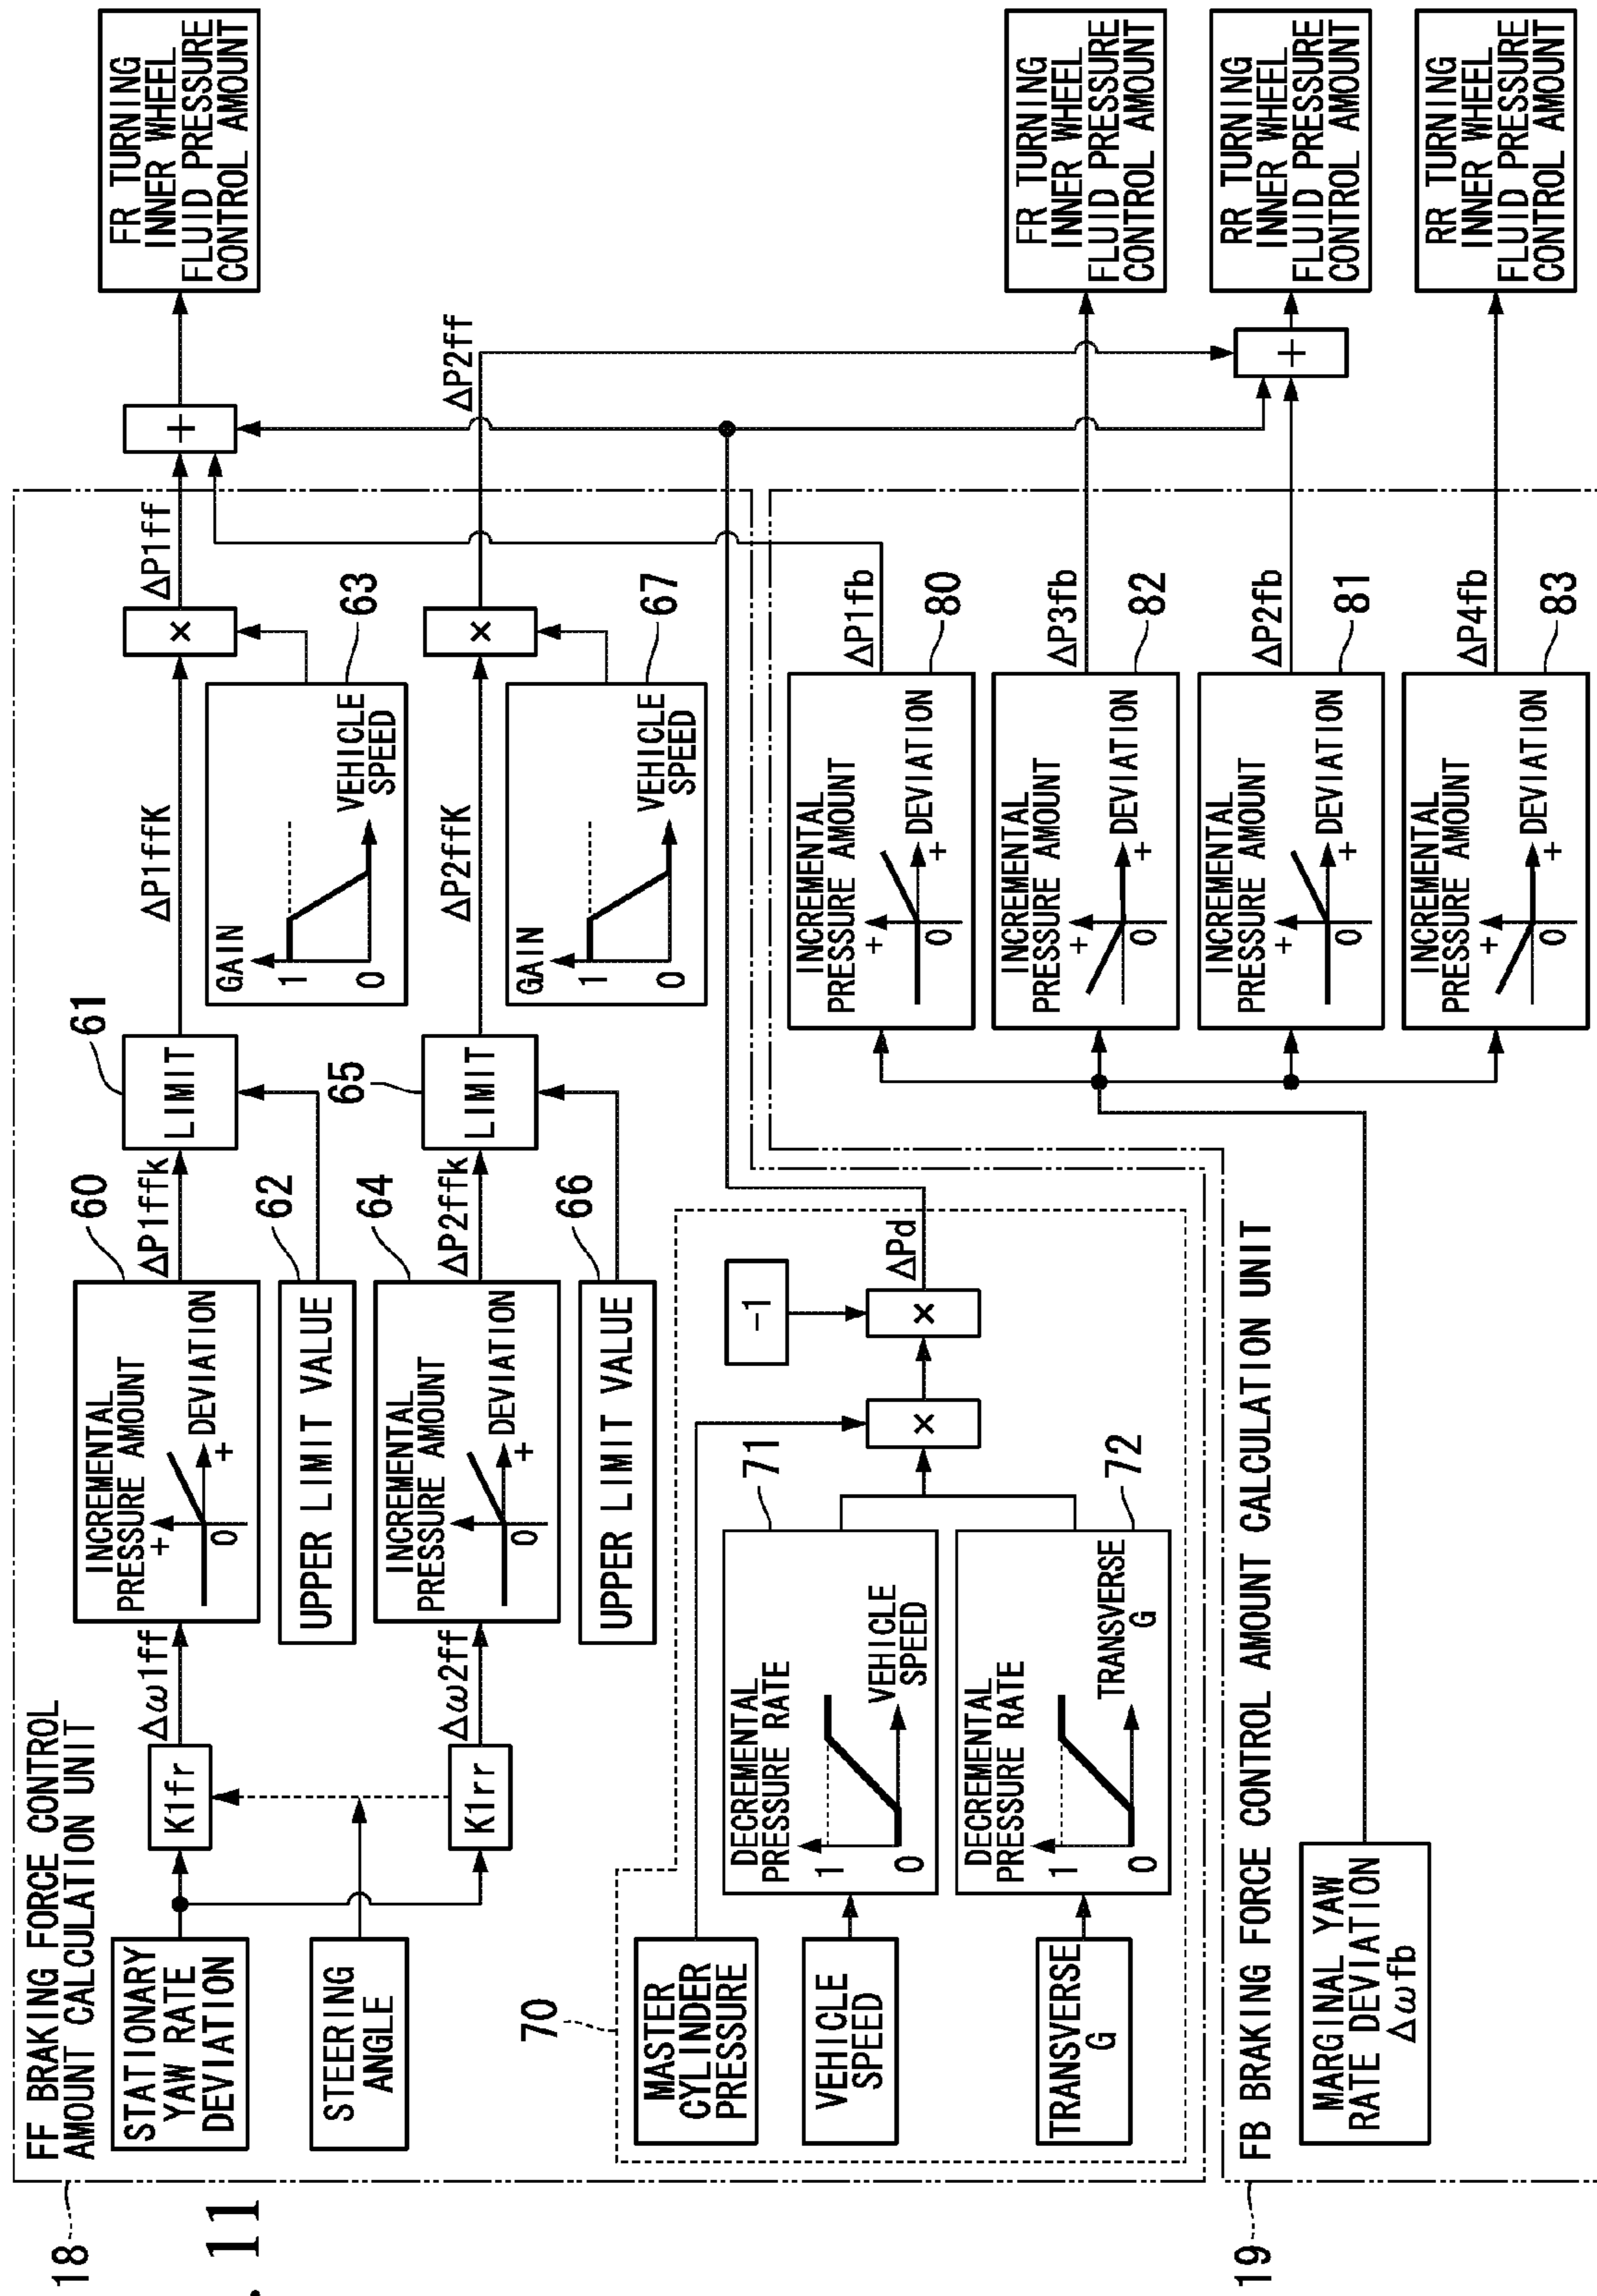 . 11
18
FF BRAKING FORCE CONTROL
AMOUNT CALCULATION UNIT
STATIONARY
YAW RATE
DEVIATION
STEERING
ANGLE
K1fr
K1rr
Δω1ff
Δω2ff
60
INCREMENTAL
PRESSURE AMOUNT
+
0
+
DEVIATION
ΔP1ffk
61
LIMIT
62
UPPER LIMIT VALUE
ΔP1ffK
GAIN
1
0
VEHICLE
SPEED
63
×
ΔP1ff
+
FR TURNING
INNER WHEEL
FLUID PRESSURE
CONTROL AMOUNT
64
INCREMENTAL
PRESSURE AMOUNT
0
+
DEVIATION
ΔP2ffk
65
LIMIT
66
UPPER LIMIT VALUE
ΔP2ffK
GAIN
1
0
VEHICLE
SPEED
67
×
ΔP2ff
70
MASTER
CYLINDER
PRESSURE
VEHICLE
SPEED
TRANSVERSE
G
71
DECREMENTAL
PRESSURE RATE
1
0
VEHICLE
SPEED
72
DECREMENTAL
PRESSURE RATE
1
0
TRANSVERSE
G
×
-1
×
ΔPd
19
FB BRAKING FORCE CONTROL AMOUNT CALCULATION UNIT
MARGINAL YAW
RATE DEVIATION
Δωfb
INCREMENTAL
PRESSURE AMOUNT
+
0
+
DEVIATION
ΔP1fb
80
INCREMENTAL
PRESSURE AMOUNT
+
0
+
DEVIATION
ΔP3fb
82
FR TURNING
INNER WHEEL
FLUID PRESSURE
CONTROL AMOUNT
INCREMENTAL
PRESSURE AMOUNT
+
0
+
DEVIATION
ΔP2fb
81
+
RR TURNING
INNER WHEEL
FLUID PRESSURE
CONTROL AMOUNT
INCREMENTAL
PRESSURE AMOUNT
+
0
+
DEVIATION
ΔP4fb
83
RR TURNING
INNER WHEEL
FLUID PRESSURE
CONTROL AMOUNT